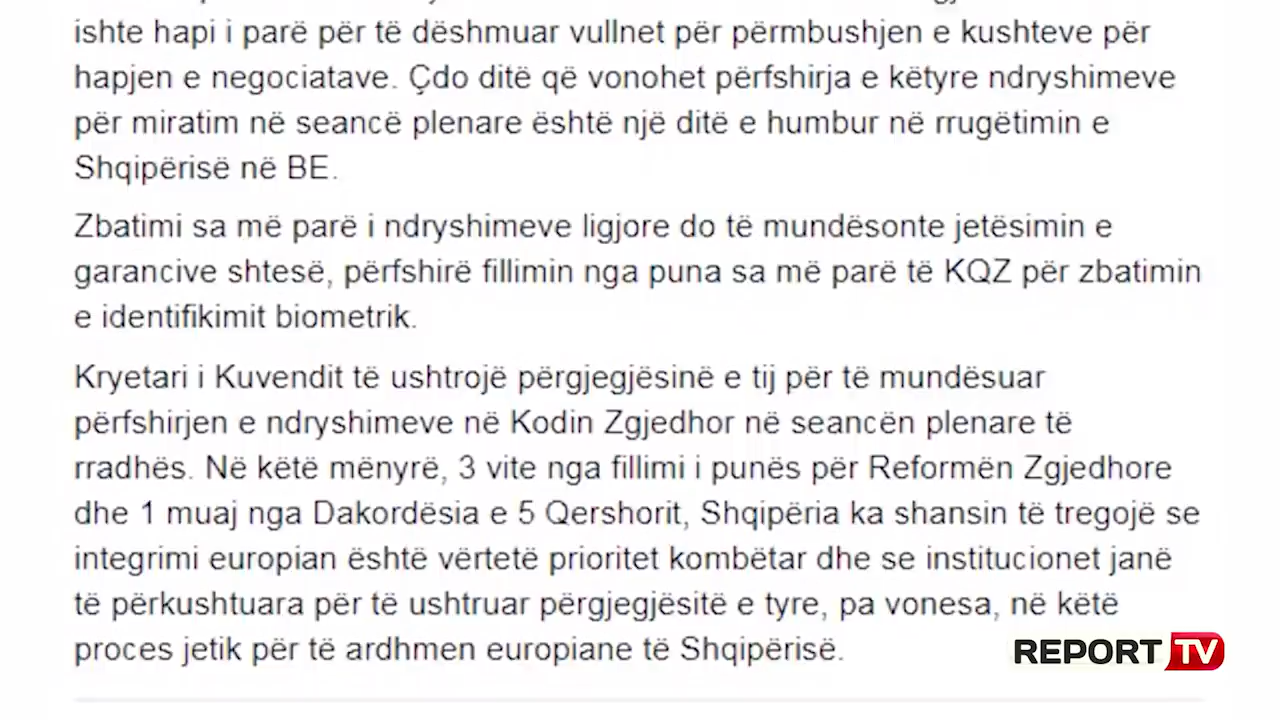 ishte hapi i parë për të dëshmuar vullnet për përmbushjen e kushteve për
hapjen e negociatave. Çdo ditë që vonohet përfshirja e këtyre ndryshimeve
për miratim në seancë plenare është një ditë e humbur në rrugëtimin e
Shqipërisë në BE.
Zbatimi sa më parë i ndryshimeve ligjore do të mundësonte jetësimin e
garancive shtesë, përfshirë fillimin nga puna sa më parë të KQZ për zbatimin
e identifikimit biometrik.
Kryetari i Kuvendit të ushtrojë përgjegjësinë e tij për të mundësuar
përfshirjen e ndryshimeve në Kodin Zgjedhor në seancën plenare të
rradhës. Në këtë mënyrë, 3 vite nga fillimi i punës për Reformën Zgjedhore
dhe 1 muaj nga Dakordësia e 5 Qershorit, Shqipëria ka shansin të tregojë se
integrimi europian është vërtetë prioritet kombëtar dhe se institucionet janë
të përkushtuara për të ushtruar përgjegjësitë e tyre, pa vonesa, në këtë
proces jetik për të ardhmen europiane të Shqipërisë.
REPORT TV